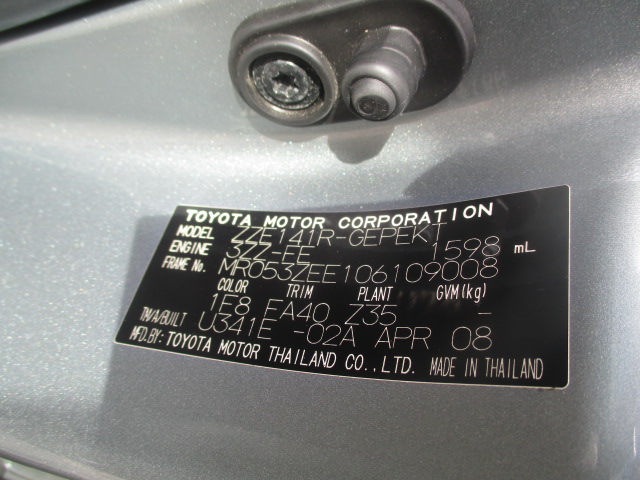 TOYOTA MOTOR CORPORATION
MODEL ZZE141R-GEPEKT
ENGINE 3ZZ-FE 1598 mL
FRAME No. MR053ZEE106109008
COLOR TRIM PLANT GVM(kg)
1E8 EA40 Z35 -
TM/A/BUILT U341E -02A APR 08
MFD.BY: TOYOTA MOTOR THAILAND CO.,LTD. MADE IN THAILAND